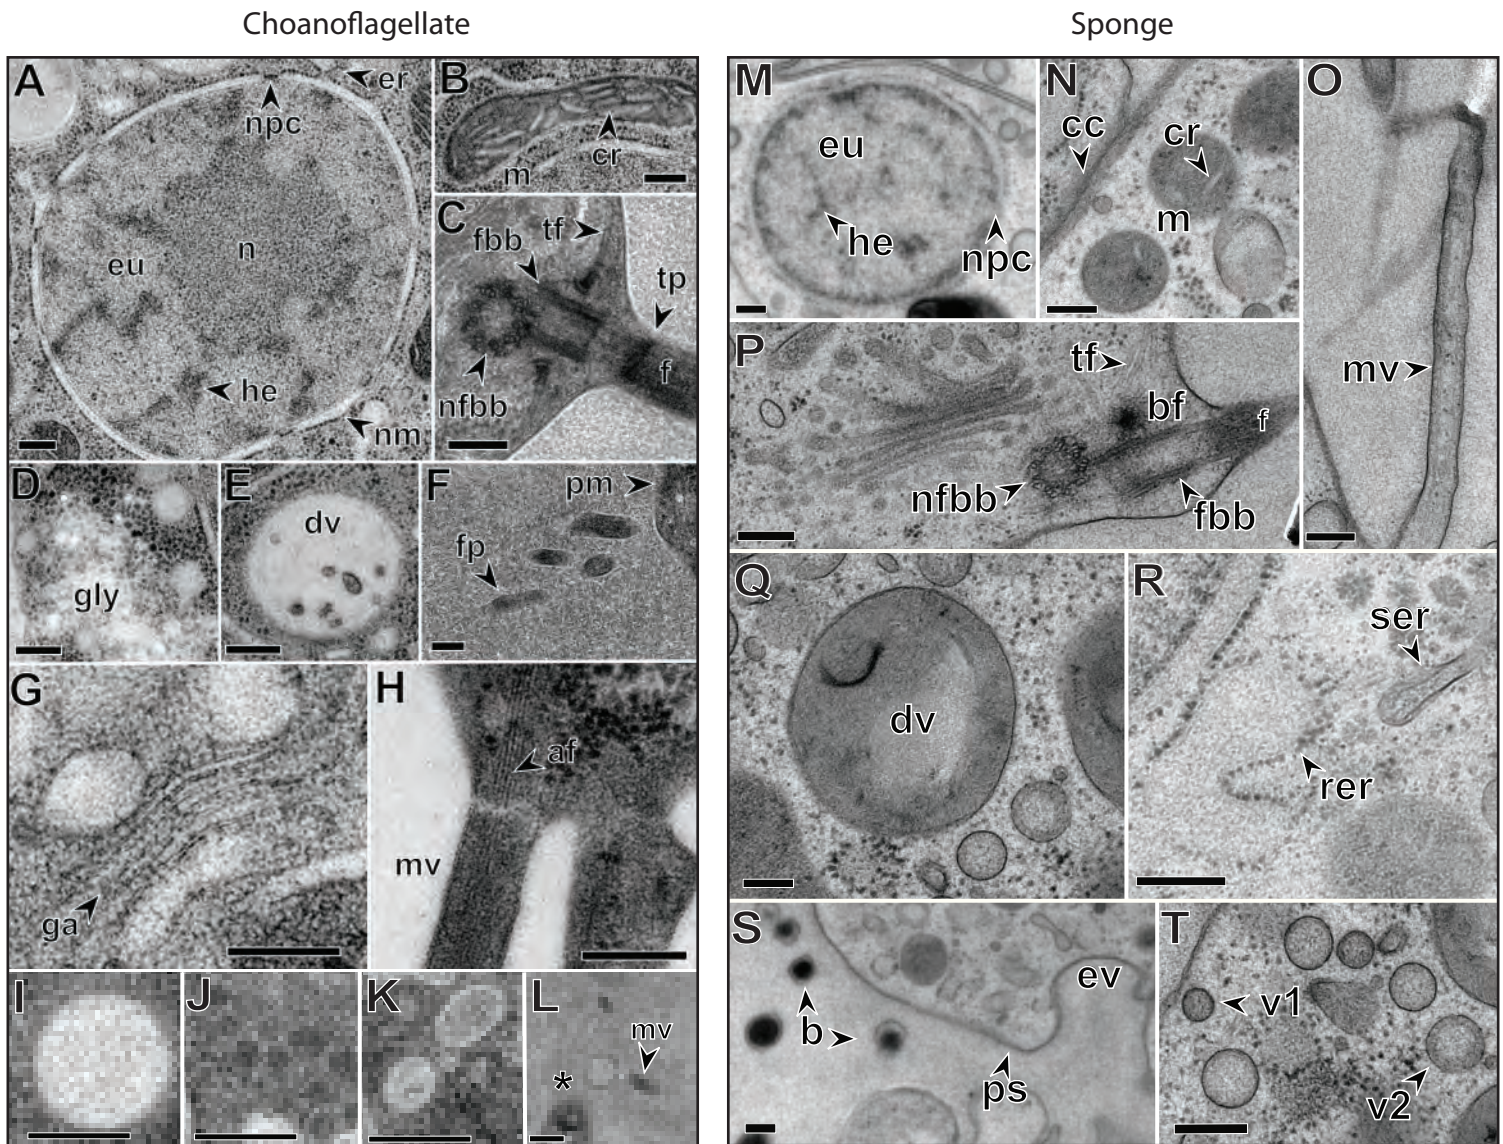 Choanoflagellate
Sponge
A
er
npc
n
eu
he
nm
B
cr
m
C
fbb
tf
tp
f
nfbb
D
gly
E
dv
F
pm
fp
G
ga
H
af
mv
I
J
K
L
mv
*
M
eu
he
npc
N
cc
cr
m
O
mv
P
tf
bf
f
nfbb
fbb
Q
dv
R
ser
rer
S
b
ev
ps
T
v1
v2